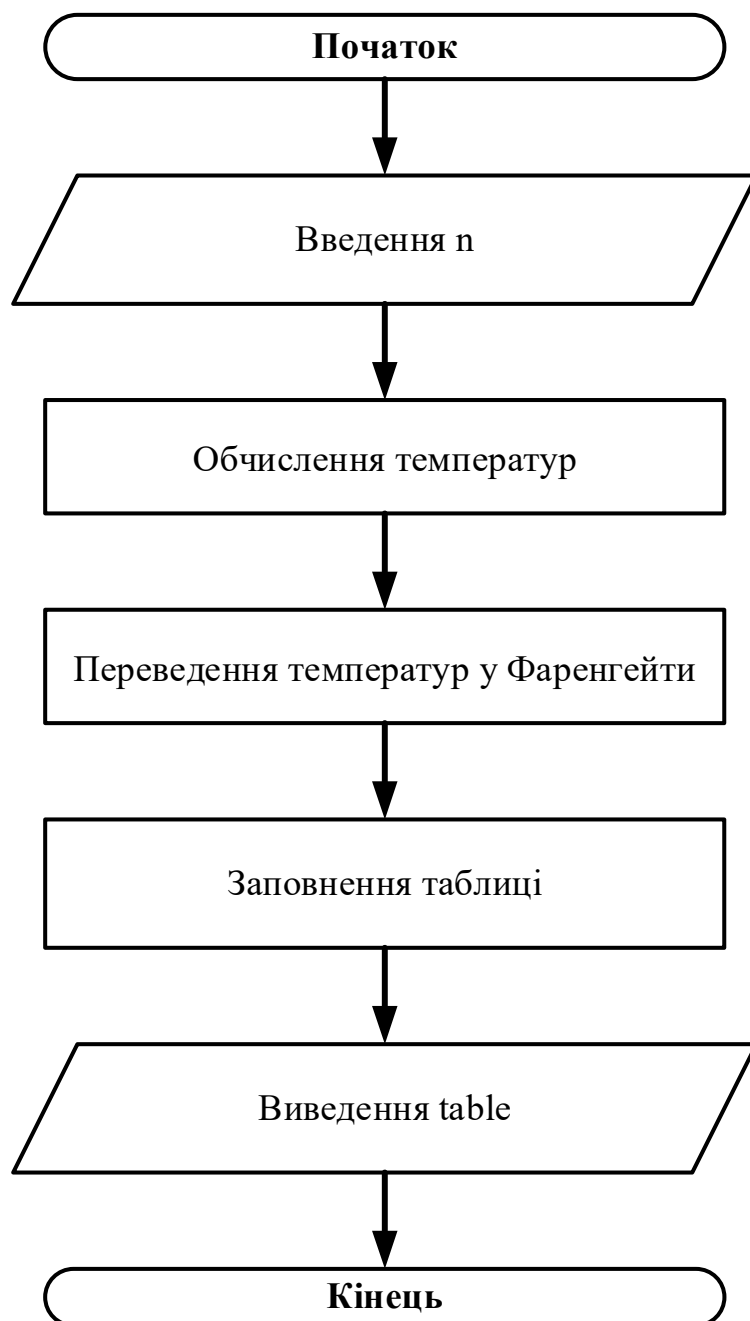 Початок
Введення n
Обчислення температур
Переведення температур у Фаренгейти
Заповнення таблиці
Виведення table
Кінець